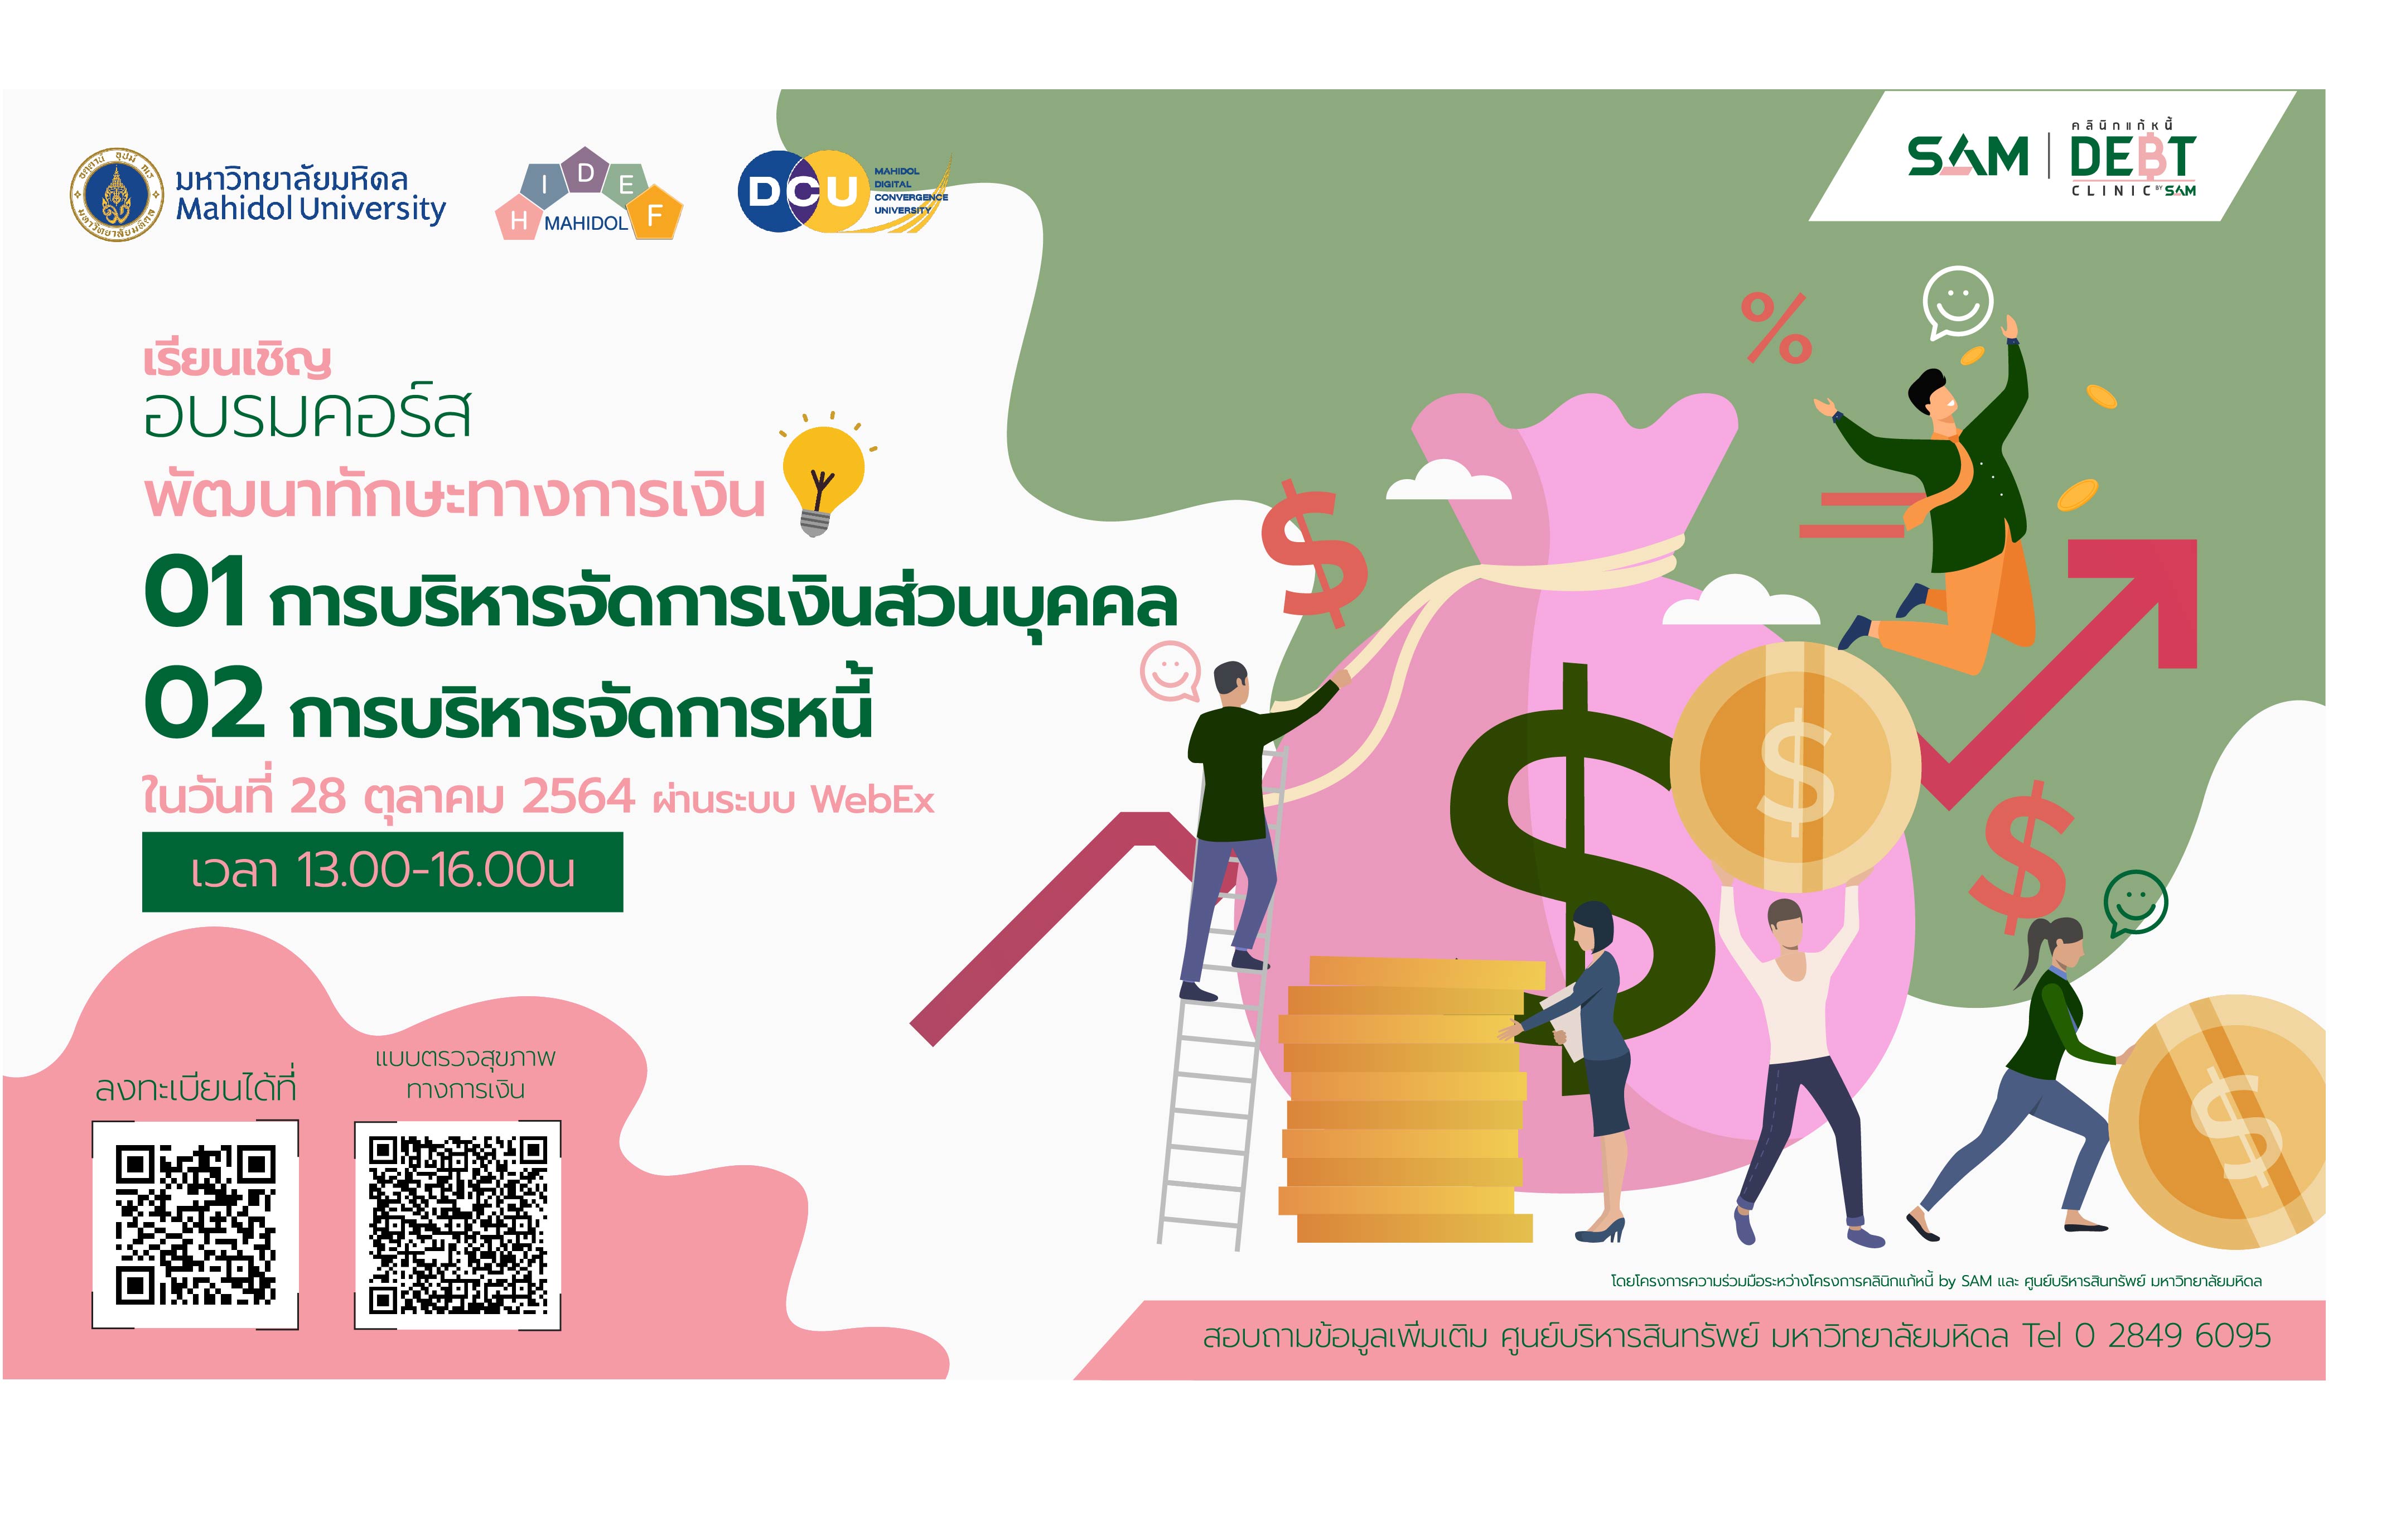 มหาวิทยาลัยมหิดล
Mahidol University
H I D E F
MAHIDOL
DCU
MAHIDOL
DIGITAL
CONVERGENCE
UNIVERSITY
SAM
คลินิกแก้หนี้
DEBT
CLINIC BY SAM
เรียนเชิญ
อบรมคอร์ส
พัฒนาทักษะทางการเงิน
01 การบริหารจัดการเงินส่วนบุคคล
02 การบริหารจัดการหนี้
ในวันที่ 28 ตุลาคม 2564 ผ่านระบบ WebEx
เวลา 13.00-16.00น
%
$
$
$
$
$
ลงทะเบียนได้ที่
แบบตรวจสุขภาพ
ทางการเงิน
โดยโครงการความร่วมมือระหว่างโครงการคลินิกแก้หนี้ by SAM และ ศูนย์บริหารสินทรัพย์ มหาวิทยาลัยมหิดล
สอบถามข้อมูลเพิ่มเติม ศูนย์บริหารสินทรัพย์ มหาวิทยาลัยมหิดล Tel 0 2849 6095